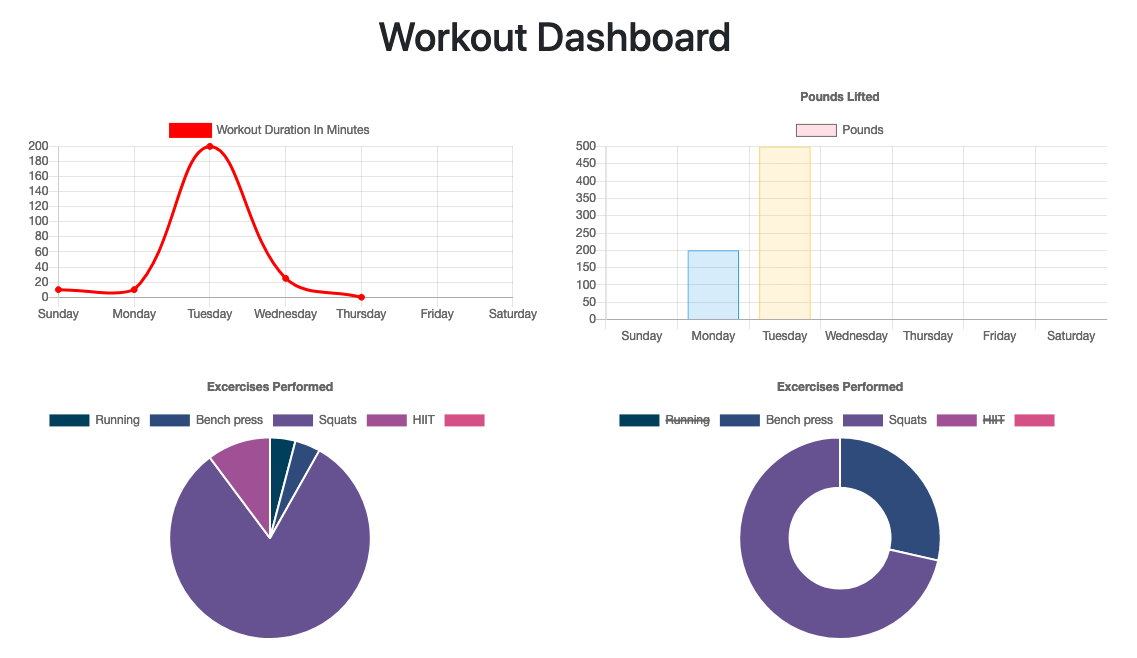 Workout Dashboard
Workout Duration In Minutes
200
180
160
140
120
100
80
60
40
20
0
Sunday Monday Tuesday Wednesday Thursday Friday Saturday
Pounds Lifted
Pounds
500
450
400
350
300
250
200
150
100
50
0
Sunday Monday Tuesday Wednesday Thursday Friday Saturday
Excercises Performed
Running Bench press Squats HIIT
Excercises Performed
Running Bench press Squats HIIT